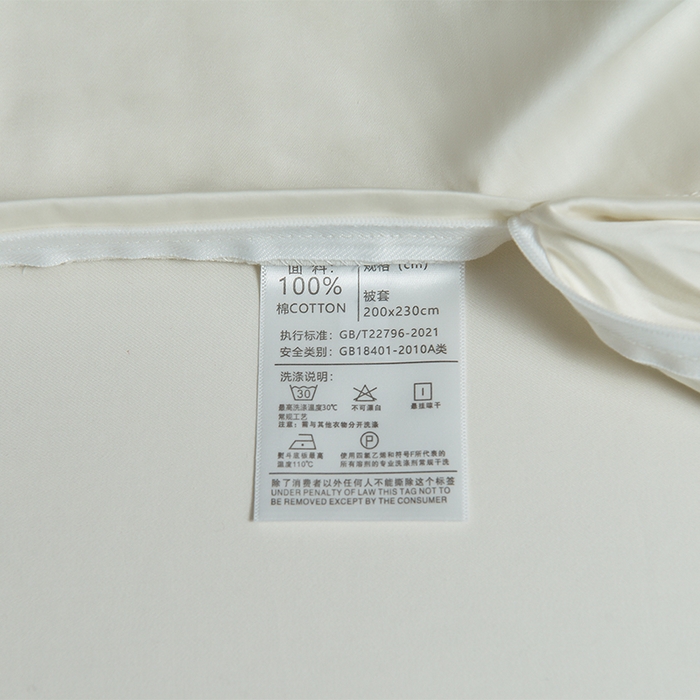 面 料:
100%
棉COTTON
规格 (cm)
被套
200x230cm
执行标准: GB/T22796-2021
安全类别: GB18401-2010A类
洗涤说明:
30
最高洗涤温度30℃
常规工艺
不可漂白
悬挂晾干
注意: 需与其他衣物分开洗涤
熨斗底板最高
温度110℃
P
使用四氯乙烯和符号F所代表的
所有溶剂的专业洗涤剂常规干洗
除了消费者以外任何人不能撕除这个标签
UNDER PENALTY OF LAW THIS TAG NOT TO
BE REMOVED EXCEPT BY THE CONSUMER